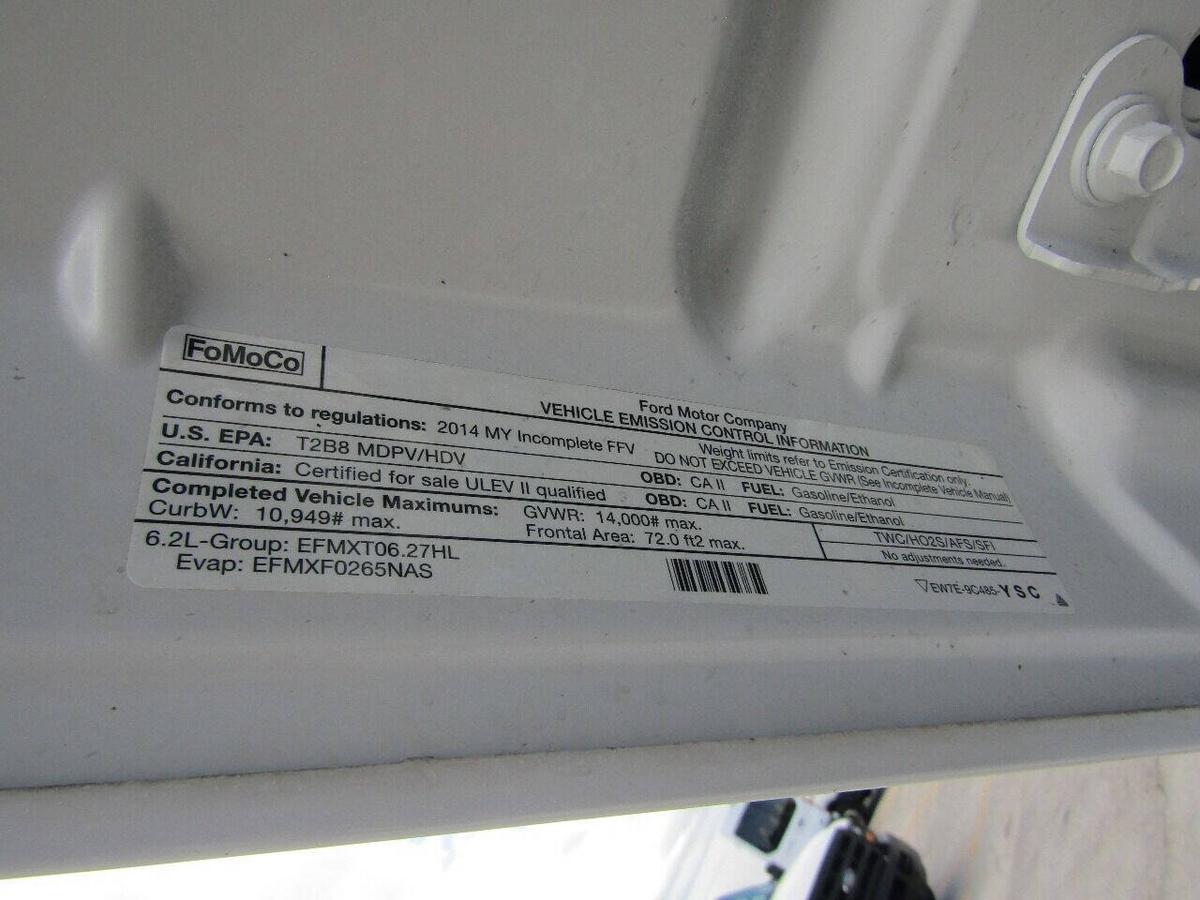 FoMoCo
Ford Motor Company
VEHICLE EMISSION CONTROL INFORMATION
Conforms to regulations: 2014 MY Incomplete FFV
Weight limits refer to Emission Certification only.
DO NOT EXCEED VEHICLE GVWR (See Incomplete Vehicle Manual)
U.S. EPA: T2B8 MDPV/HDV OBD: CA II FUEL: Gasoline/Ethanol
California: Certified for sale ULEV II qualified OBD: CA II FUEL: Gasoline/Ethanol
Completed Vehicle Maximums: GVWR: 14,000# max.
CurbW: 10,949# max. Frontal Area: 72.0 ft2 max.
TWC/HO2S/AFS/SFI
No adjustments needed.
6.2L-Group: EFMXT06.27HL
Evap: EFMXF0265NAS
EW7E-9C485-YSC